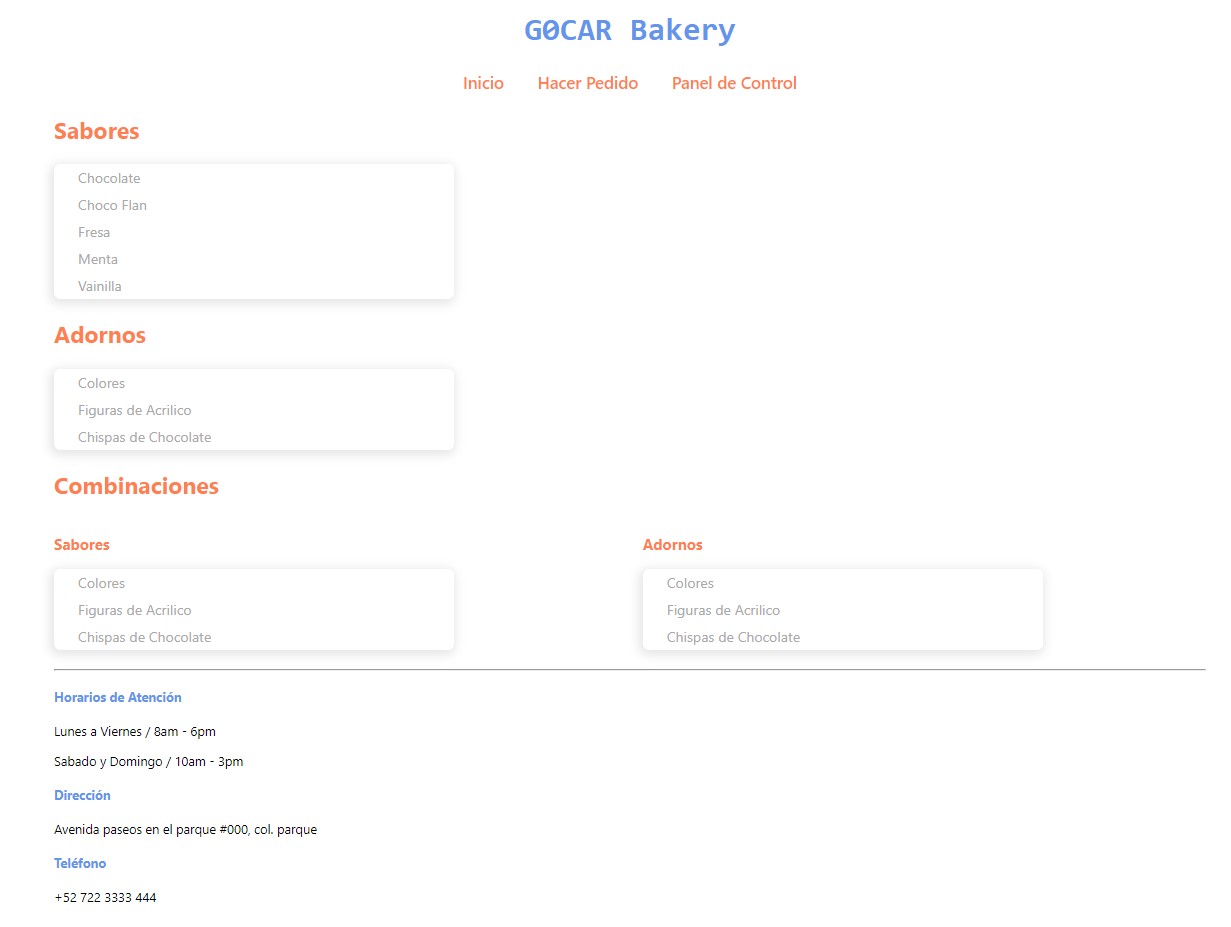 G0CAR Bakery
Inicio Hacer Pedido Panel de Control
Sabores
Chocolate
Choco Flan
Fresa
Menta
Vainilla
Adornos
Colores
Figuras de Acrilico
Chispas de Chocolate
Combinaciones
Sabores
Colores
Figuras de Acrilico
Chispas de Chocolate
Adornos
Colores
Figuras de Acrilico
Chispas de Chocolate
Horarios de Atención
Lunes a Viernes / 8am - 6pm
Sabado y Domingo / 10am - 3pm
Dirección
Avenida paseos en el parque #000, col. parque
Teléfono
+52 722 3333 444